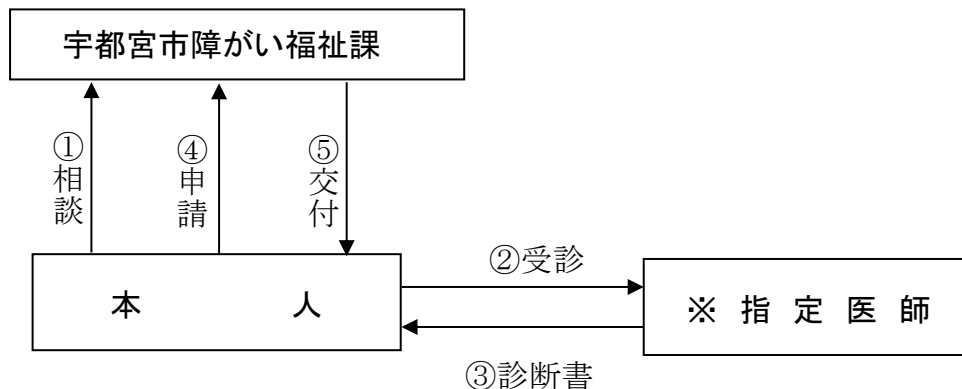 宇都宮市障がい福祉課
①相談
④申請
⑤交付
②受診
本 人
※ 指 定 医 師
③診断書